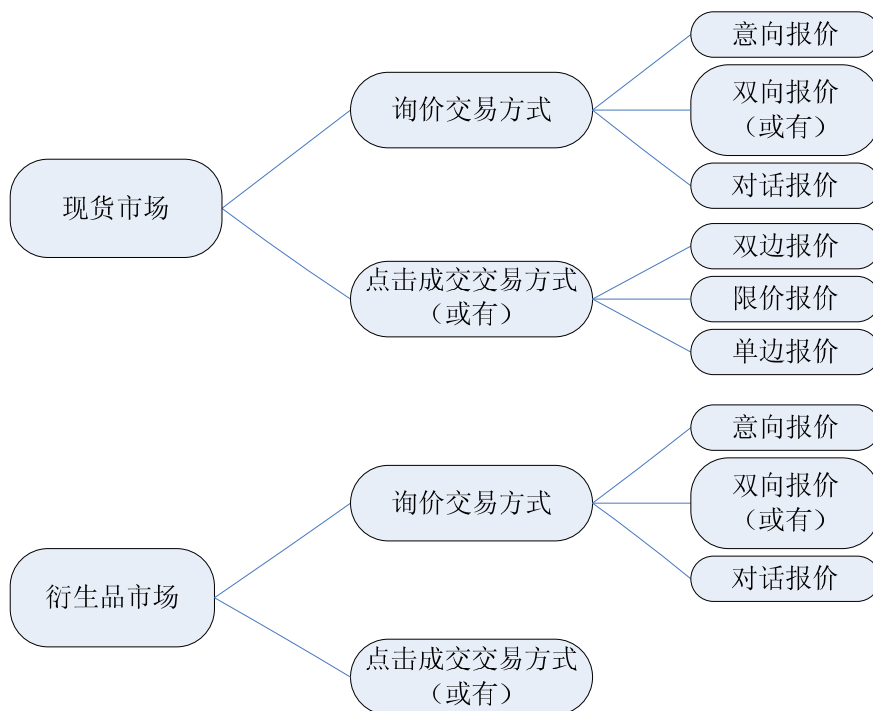 现货市场
询价交易方式
意向报价
双向报价
（或有）
对话报价
点击成交交易方式
（或有）
双边报价
限价报价
单边报价
衍生品市场
询价交易方式
意向报价
双向报价
（或有）
对话报价
点击成交交易方式
（或有）